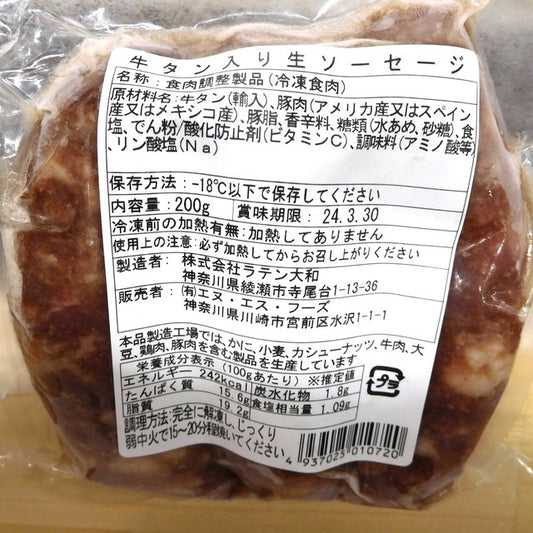 牛タン入り生ソーセージ
名称：食肉調整製品（冷凍食肉）
原材料名：牛タン（輸入）、豚肉（アメリカ産又はスペイン
産又はメキシコ産）、豚脂、香辛料、糖類（水あめ、砂糖）、食
塩、でん粉/酸化防止剤（ビタミンC）、調味料（アミノ酸等）
、リン酸塩（Na）
保存方法：-18℃以下で保存してください
内容量：200g 賞味期限：24.3.30
冷凍前の加熱有無：加熱してありません
使用上の注意：必ず加熱してからお召し上がりください
製造者：株式会社ラテン大和
神奈川県綾瀬市寺尾台1-13-36
販売者：㈲エヌ・エス・フーズ
神奈川県川崎市宮前区水沢1-1-1
本品製造工場では、かに、小麦、カシューナッツ、牛肉、大
豆、鶏肉、豚肉を含む製品を生産しています
栄養成分表示（100gあたり）※推定値
エネルギー 242kcal 炭水化物 1.8g
たんぱく質 15.6g 食塩相当量 1.09g
脂質 19.2g
プラ
調理方法：完全に解凍し、じっくり
弱中火で15～20分程焼いてください。
4937025010720